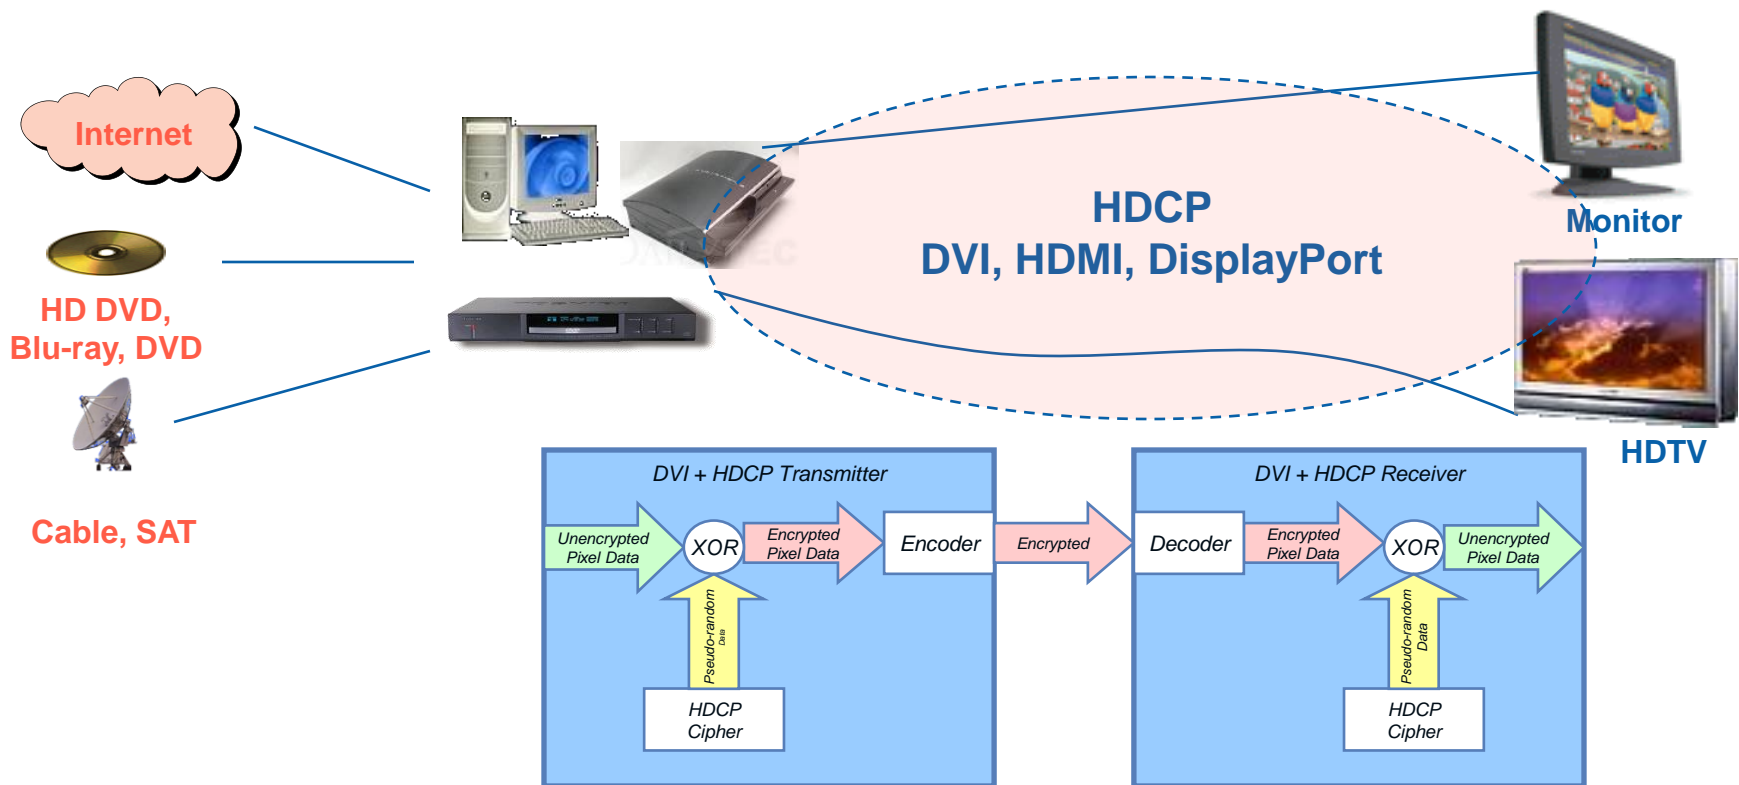 Internet
HD DVD,
Blu-ray, DVD
Cable, SAT
HDCP
DVI, HDMI, DisplayPort
Monitor
HDTV
DVI + HDCP Transmitter
Unencrypted
Pixel Data
XOR
Encrypted
Pixel Data
Encoder
Pseudo-random
Data
HDCP
Cipher
Encrypted
DVI + HDCP Receiver
Decoder
Encrypted
Pixel Data
XOR
Unencrypted
Pixel Data
Pseudo-random
Data
HDCP
Cipher